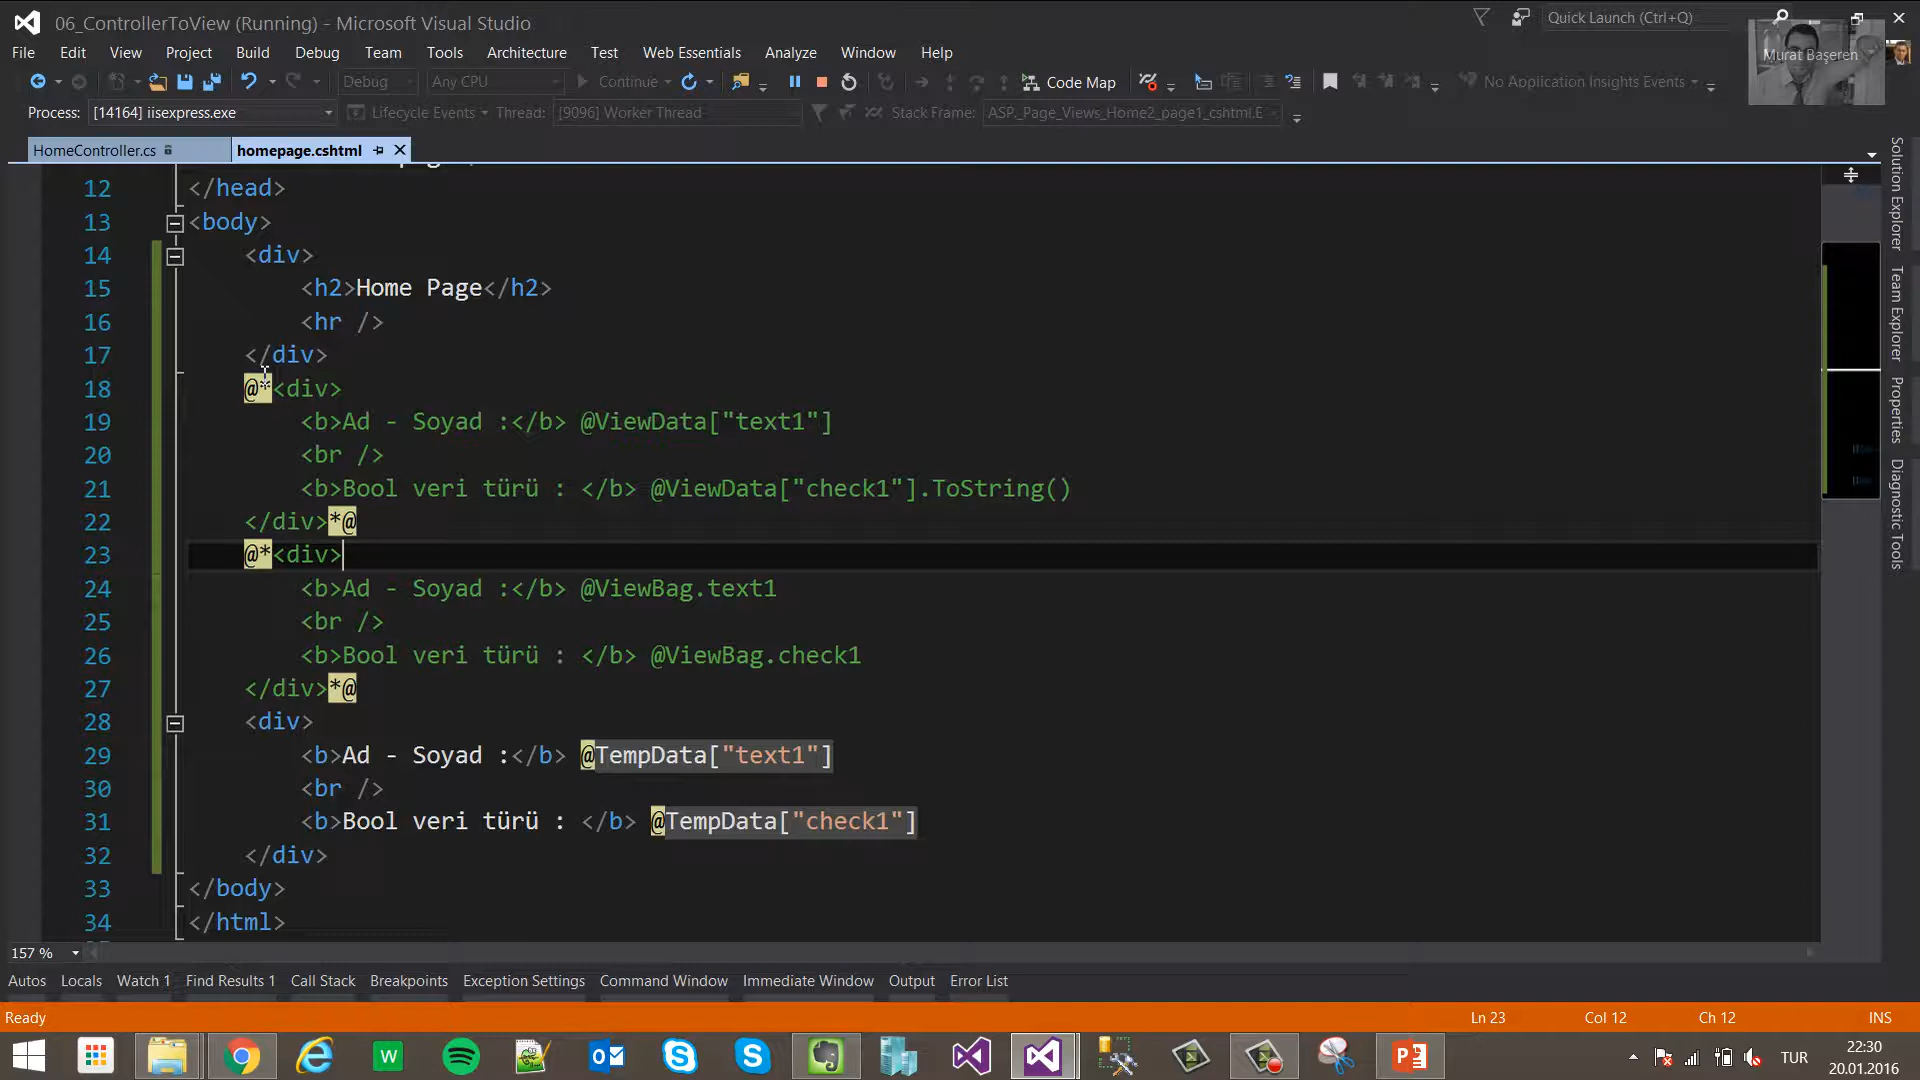 06_ControllerToView (Running) - Microsoft Visual Studio
Quick Launch (Ctrl+Q)
File Edit View Project Build Debug Team Tools Architecture Test Web Essentials Analyze Window Help
Murat Başeren
Debug Any CPU Continue Code Map No Application Insights Events
Process: [14164] iisexpress.exe Lifecycle Events Thread: [9096] Worker Thread Stack Frame: ASP._Page_Views_Home2_page1_cshtml.E
HomeController.cs homepage.cshtml
12 </head>
13 <body>
14 <div>
15 <h2>Home Page</h2>
16 <hr />
17 </div>
18 @*<div>
19 <b>Ad - Soyad :</b> @ViewData["text1"]
20 <br />
21 <b>Bool veri türü : </b> @ViewData["check1"].ToString()
22 </div>*@
23 @*<div>
24 <b>Ad - Soyad :</b> @ViewBag.text1
25 <br />
26 <b>Bool veri türü : </b> @ViewBag.check1
27 </div>*@
28 <div>
29 <b>Ad - Soyad :</b> @TempData["text1"]
30 <br />
31 <b>Bool veri türü : </b> @TempData["check1"]
32 </div>
33 </body>
34 </html>
Solution Explorer
Team Explorer
Properties
Diagnostic Tools
157 %
Autos Locals Watch 1 Find Results 1 Call Stack Breakpoints Exception Settings Command Window Immediate Window Output Error List
Ready Ln 23 Col 12 Ch 12 INS
TUR
22:30
20.01.2016